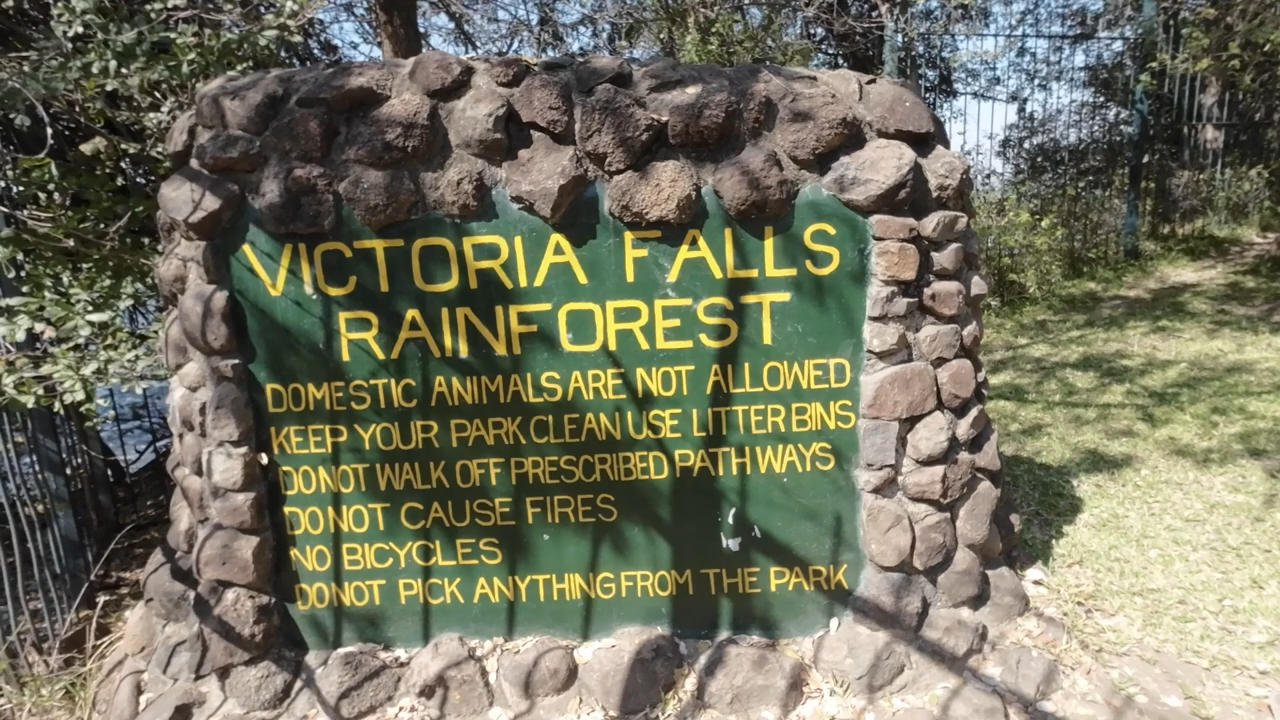 VICTORIA FALLS
RAINFOREST
DOMESTIC ANIMALS ARE NOT ALLOWED
KEEP YOUR PARK CLEAN USE LITTER BINS
DO NOT WALK OFF PRESCRIBED PATH WAYS
DO NOT CAUSE FIRES
NO BICYCLES
DO NOT PICK ANYTHING FROM THE PARK